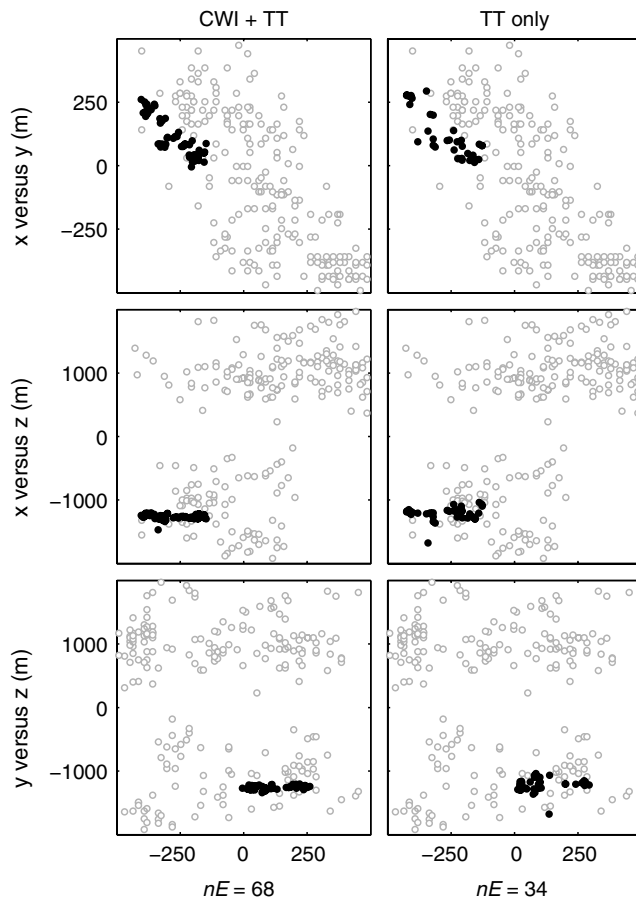 CWI + TT
TT only
x versus y (m)
250
0
−250
x versus z (m)
1000
0
−1000
y versus z (m)
1000
0
−1000
−250 0 250
−250 0 250
nE = 68
nE = 34